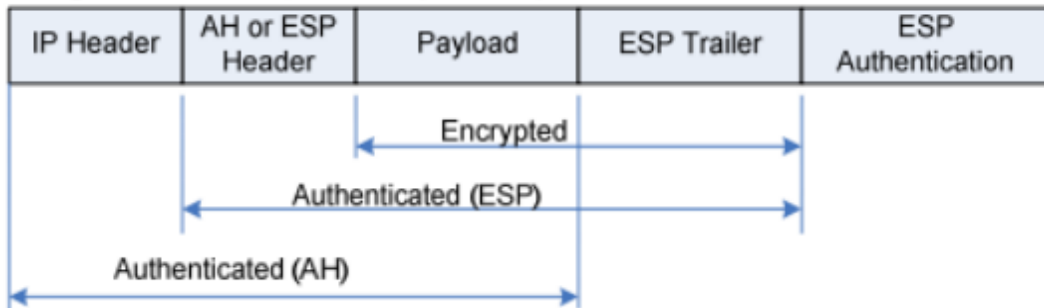 IP Header
AH or ESP
Header
Payload
ESP Trailer
ESP
Authentication
Encrypted
Authenticated (ESP)
Authenticated (AH)